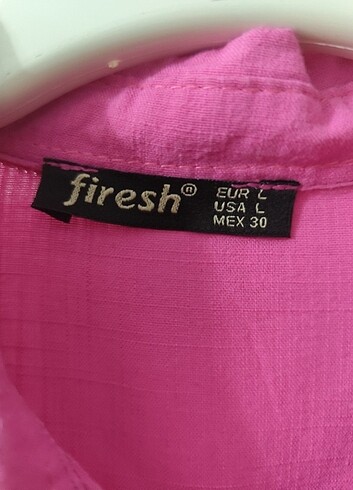 firesh®
EUR L
USA L
MEX 30